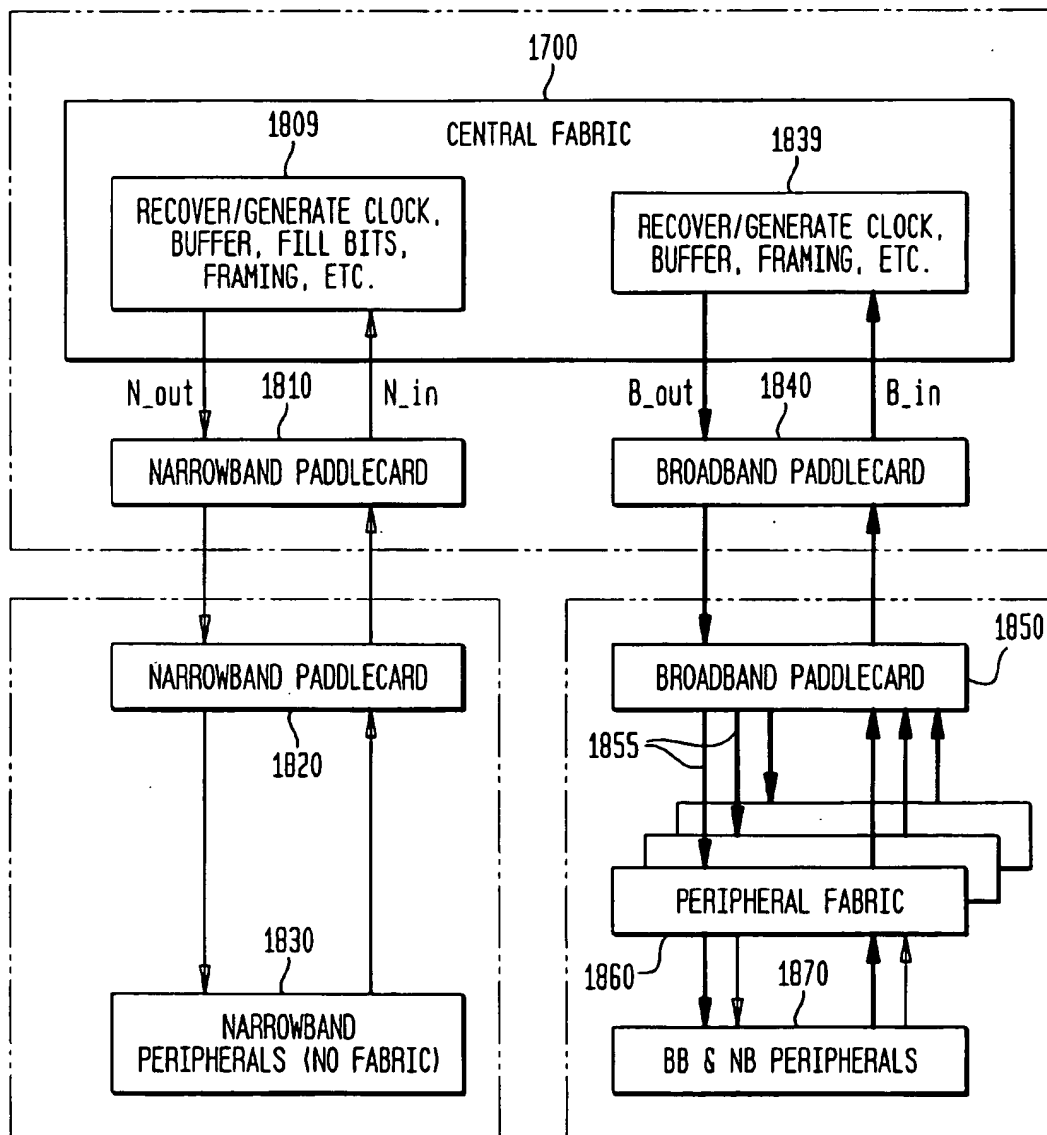 1700
CENTRAL FABRIC
1809
1839
RECOVER/GENERATE CLOCK,
BUFFER, FILL BITS,
FRAMING, ETC.
RECOVER/GENERATE CLOCK,
BUFFER, FRAMING, ETC.
N_out
1810
N_in
B_out
1840
B_in
NARROWBAND PADDLECARD
BROADBAND PADDLECARD
1850
NARROWBAND PADDLECARD
BROADBAND PADDLECARD
1820
1855
PERIPHERAL FABRIC
1830
1860
1870
NARROWBAND
PERIPHERALS (NO FABRIC)
BB & NB PERIPHERALS